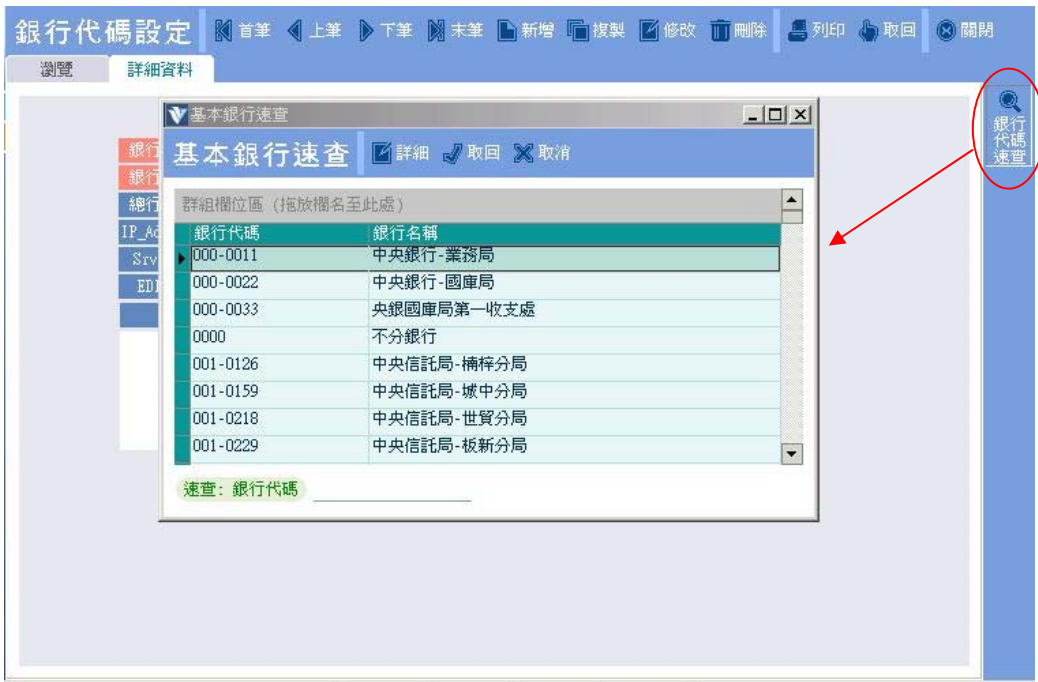 銀行代碼設定 首筆 上筆 下筆 末筆 新增 複製 修改 刪除 列印 取回 關閉
瀏覽 詳細資料
銀行代碼速查
基本銀行速查
基本銀行速查 詳細 取回 取消
銀行
銀行
總行
IP_Ad
Srv
EDI
群組欄位區 (拖放欄名至此處)
銀行代碼 銀行名稱
000-0011 中央銀行-業務局
000-0022 中央銀行-國庫局
000-0033 央銀國庫局第一收支處
0000 不分銀行
001-0126 中央信託局-楠梓分局
001-0159 中央信託局-城中分局
001-0218 中央信託局-世貿分局
001-0229 中央信託局-板新分局
速查: 銀行代碼